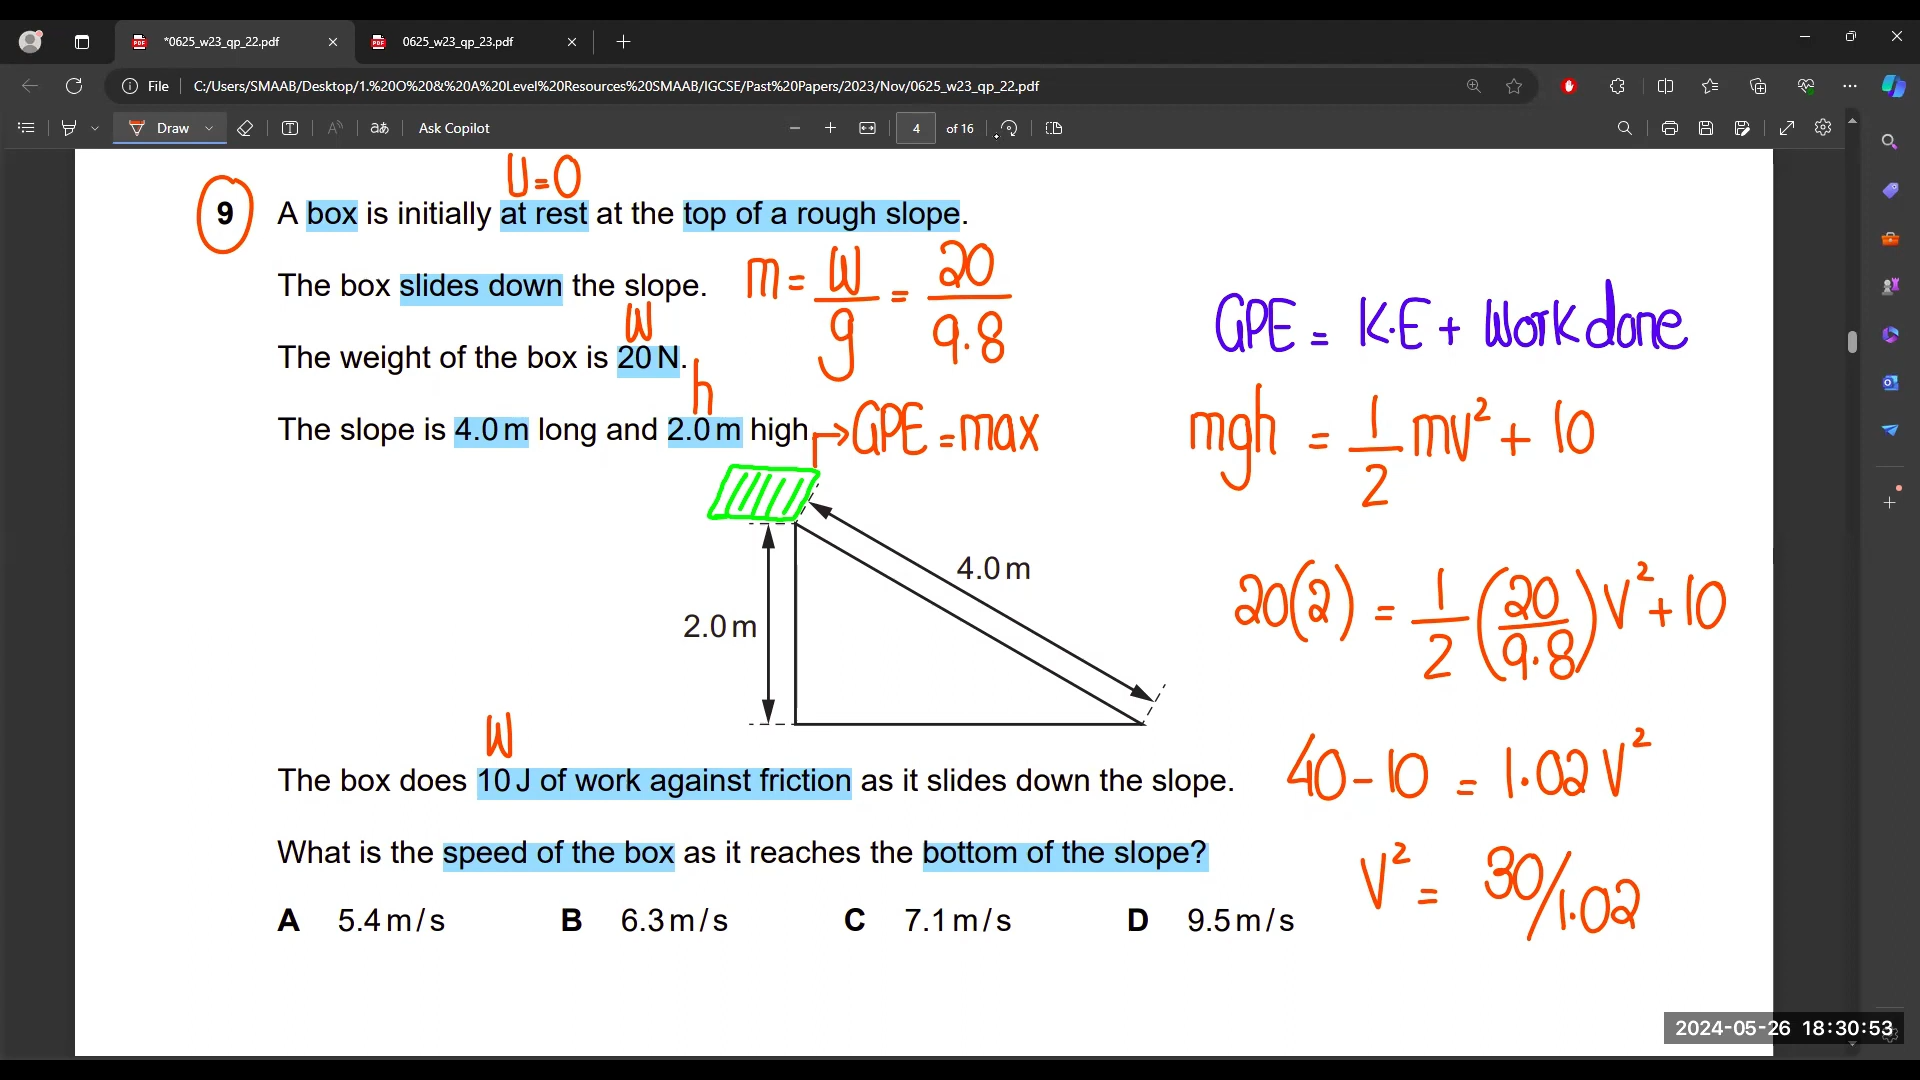 *0625_w23_qp_22.pdf
0625_w23_qp_23.pdf
File
C:/Users/SMAAB/Desktop/1.%20O%20&%20A%20Level%20Resources%20SMAAB/IGCSE/Past%20Papers/2023/Nov/0625_w23_qp_22.pdf
Draw
Ask Copilot
4 of 16
U=0
9 A box is initially at rest at the top of a rough slope.
m = W/g = 20/9.8
The box slides down the slope.
W
The weight of the box is 20 N.
h
The slope is 4.0 m long and 2.0 m high.
GPE = max
4.0 m
2.0 m
W
The box does 10 J of work against friction as it slides down the slope.
What is the speed of the box as it reaches the bottom of the slope?
A 5.4 m / s B 6.3 m / s C 7.1 m / s D 9.5 m / s
GPE = K.E + Work done
mgh = 1/2 mv² + 10
20(2) = 1/2 (20/9.8) V² + 10
40 - 10 = 1.02 V²
V² = 30/1.02
2024-05-26 18:30:53